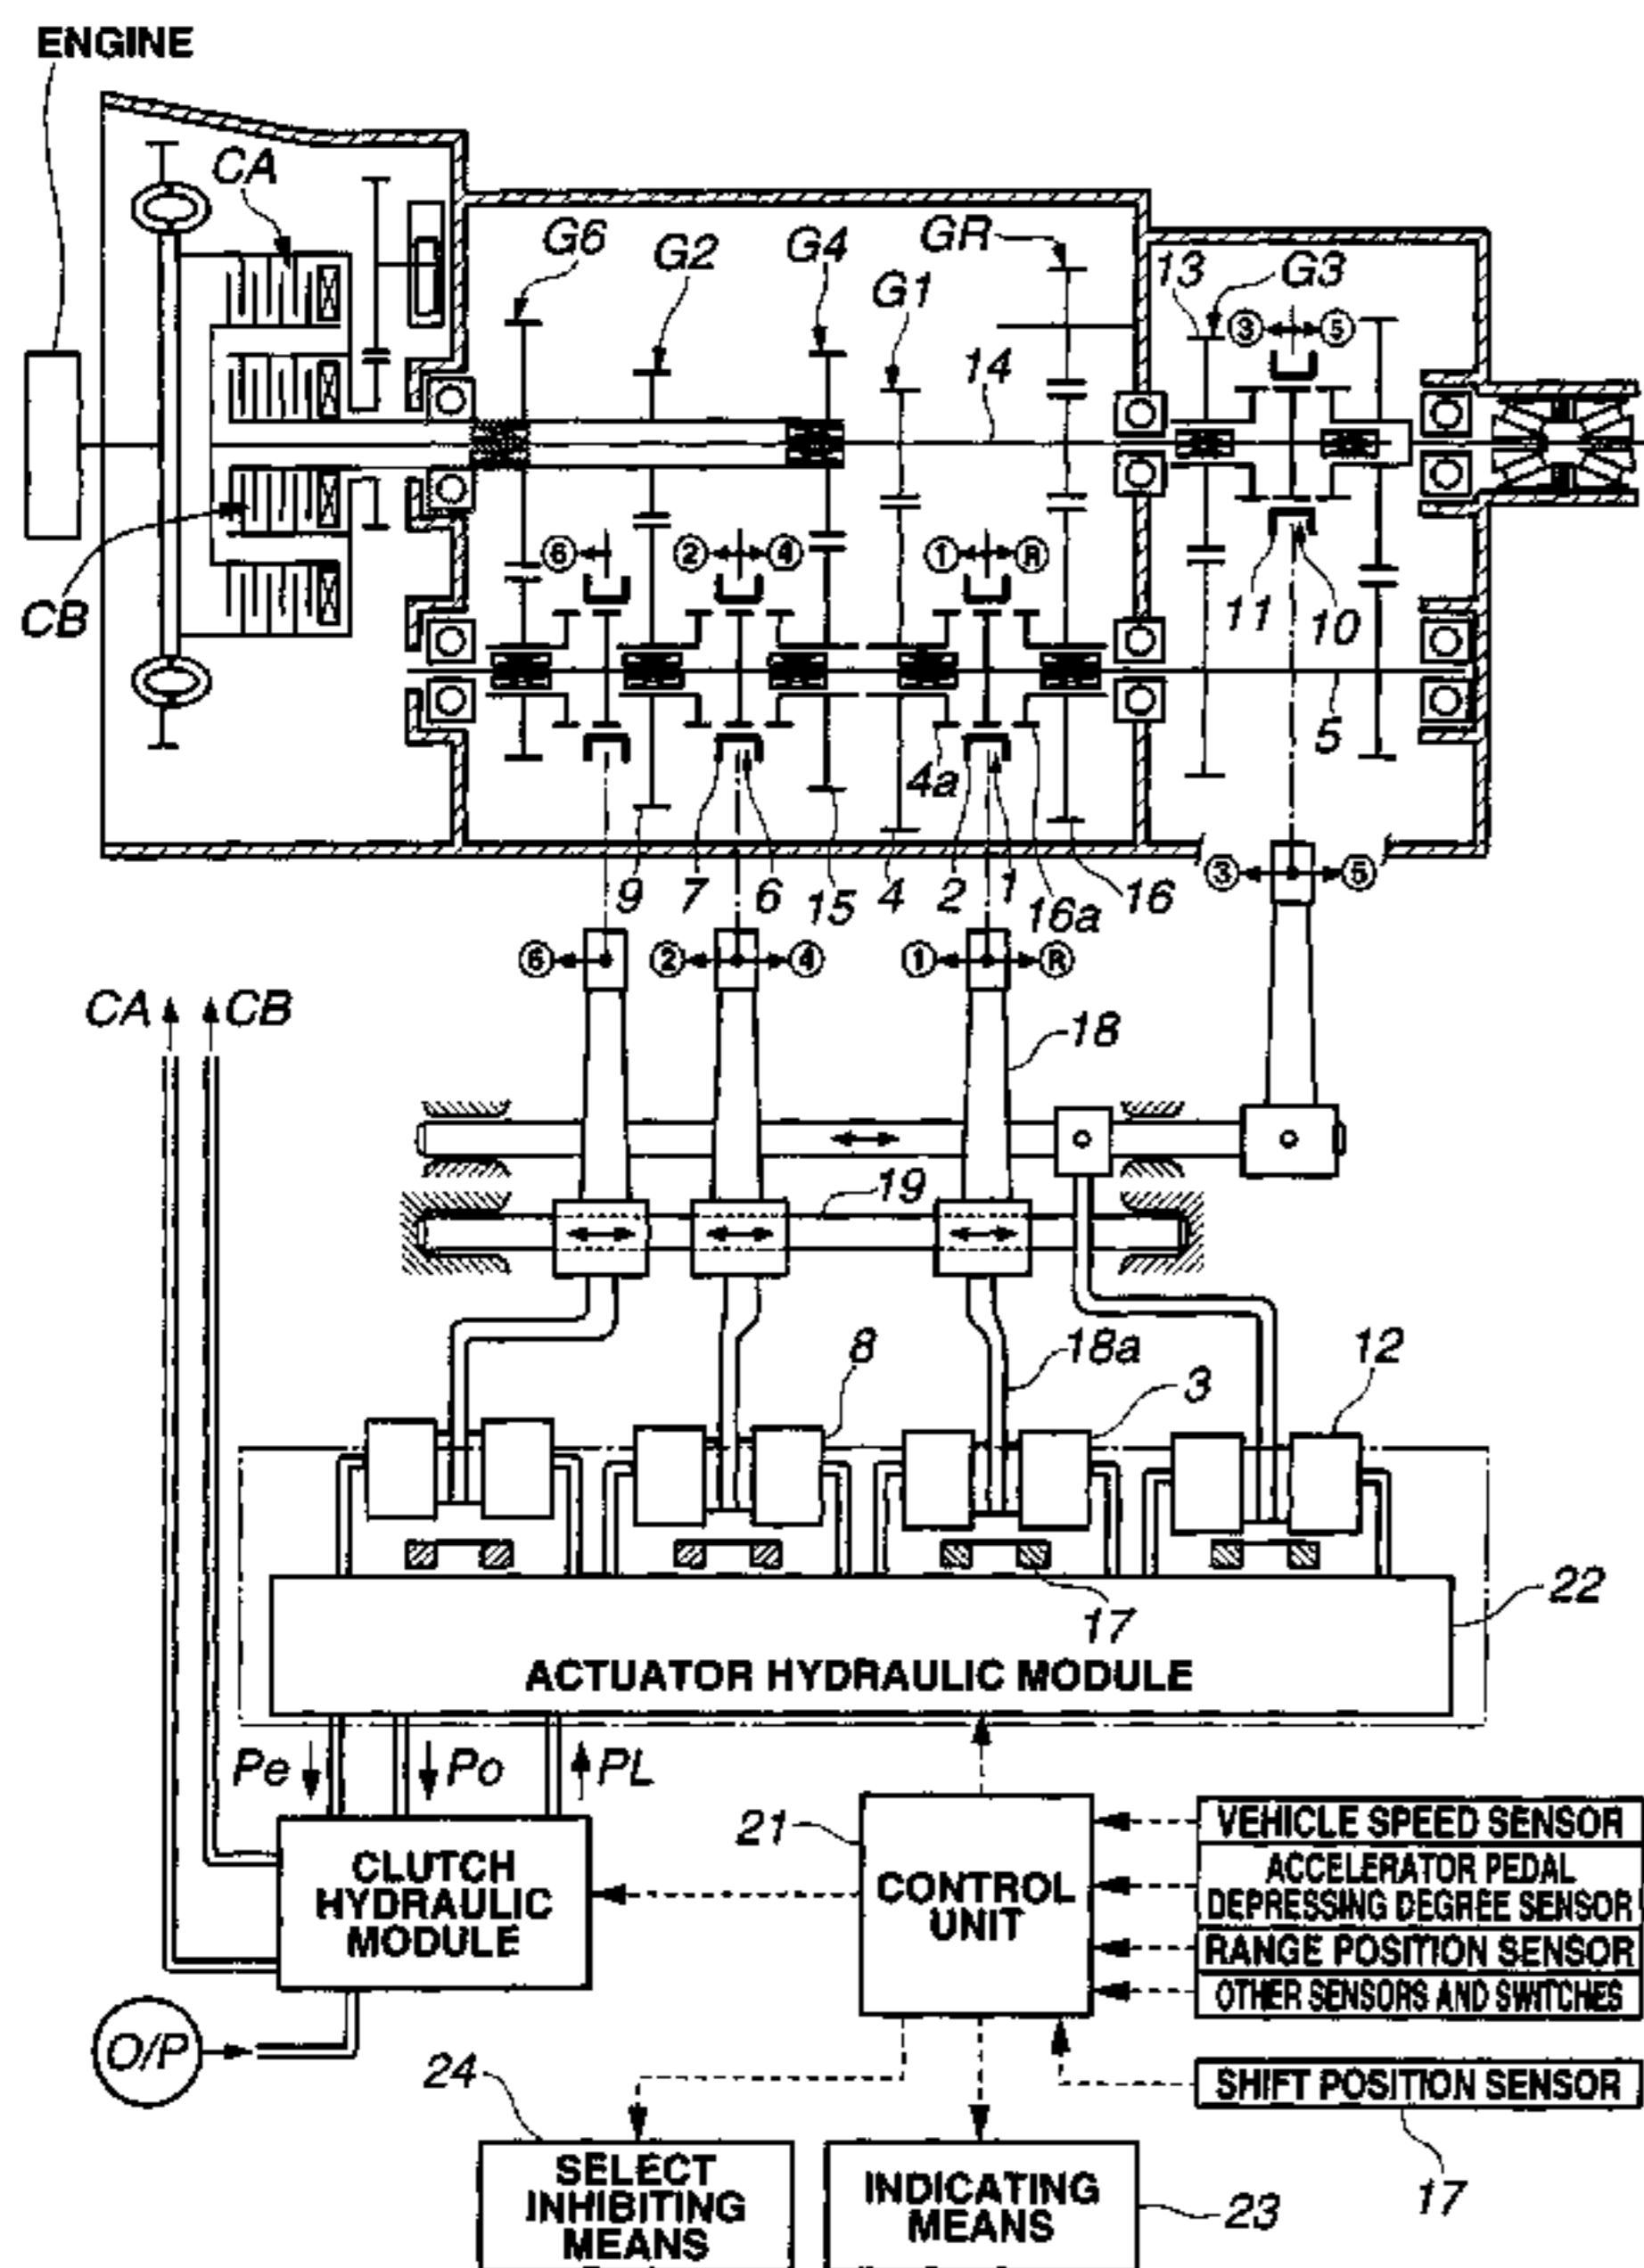 ENGINE
CA
G6
G2
G4
G1
GR
13
G3
③ ⑤
14
CB
⑥
② ④
① Ⓡ
11
10
5
4a
9
7
6
15
4
2
1
16a
16
③ ⑤
⑥
② ④
① Ⓡ
CA
CB
18
19
8
18a
3
12
17
22
ACTUATOR HYDRAULIC MODULE
Pe
Po
PL
21
CLUTCH
HYDRAULIC
MODULE
CONTROL
UNIT
VEHICLE SPEED SENSOR
ACCELERATOR PEDAL
DEPRESSING DEGREE SENSOR
RANGE POSITION SENSOR
OTHER SENSORS AND SWITCHES
O/P
24
SHIFT POSITION SENSOR
17
SELECT
INHIBITING
MEANS
INDICATING
MEANS
23